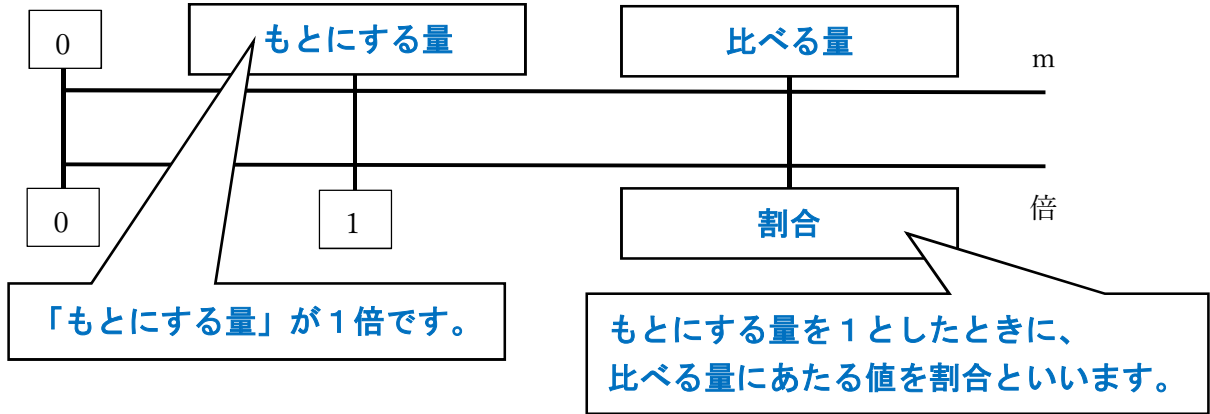 0
もとにする量
比べる量
m
0
1
割合
倍
「もとにする量」が１倍です。
もとにする量を１としたときに、
比べる量にあたる値を割合といいます。